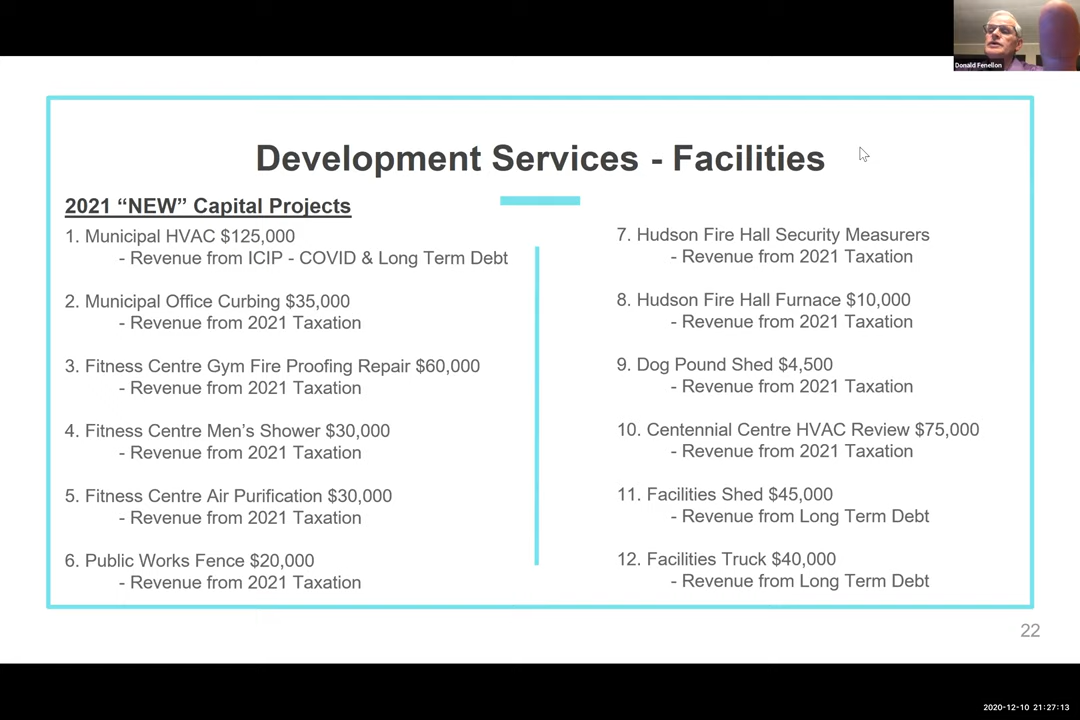 Donald Fenellon
Development Services - Facilities
2021 “NEW” Capital Projects
1. Municipal HVAC $125,000
- Revenue from ICIP - COVID & Long Term Debt
2. Municipal Office Curbing $35,000
- Revenue from 2021 Taxation
3. Fitness Centre Gym Fire Proofing Repair $60,000
- Revenue from 2021 Taxation
4. Fitness Centre Men’s Shower $30,000
- Revenue from 2021 Taxation
5. Fitness Centre Air Purification $30,000
- Revenue from 2021 Taxation
6. Public Works Fence $20,000
- Revenue from 2021 Taxation
7. Hudson Fire Hall Security Measurers
- Revenue from 2021 Taxation
8. Hudson Fire Hall Furnace $10,000
- Revenue from 2021 Taxation
9. Dog Pound Shed $4,500
- Revenue from 2021 Taxation
10. Centennial Centre HVAC Review $75,000
- Revenue from 2021 Taxation
11. Facilities Shed $45,000
- Revenue from Long Term Debt
12. Facilities Truck $40,000
- Revenue from Long Term Debt
22
2020-12-10 21:27:13